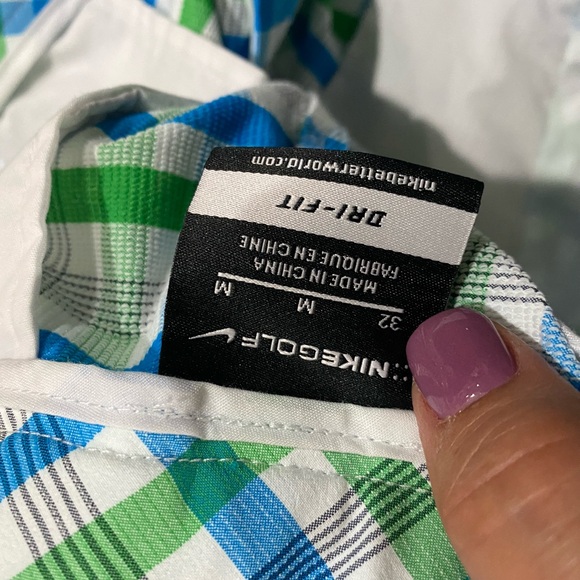 NIKEGOLF
32 M M
MADE IN CHINA
FABRIQUE EN CHINE
DRI-FIT
nikebetterworld.com